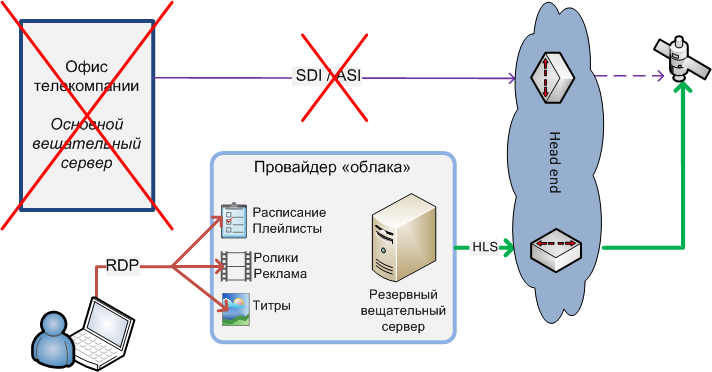 Офис
телекомпании
Основной
вещательный
сервер
SDI / ASI
Head end
Провайдер «облака»
Расписание
Плейлисты
Ролики
Реклама
Титры
Резервный
вещательный
сервер
HLS
RDP